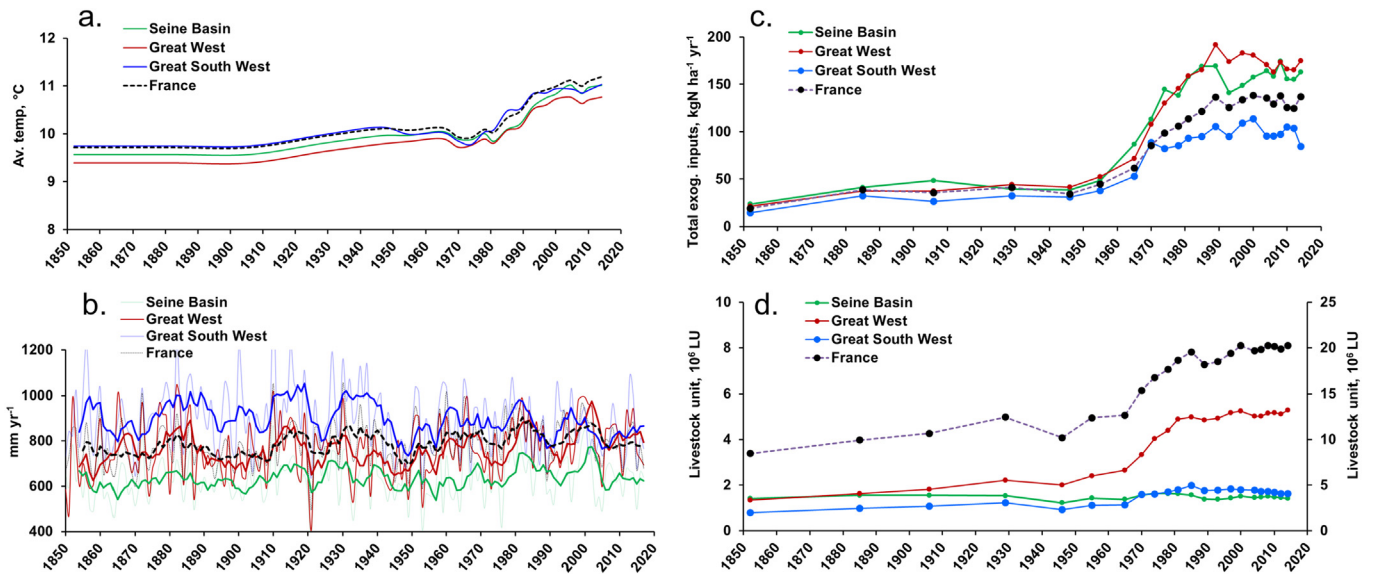 a.
Seine Basin
Great West
Great South West
France
Av. temp, °C
12
11
10
9
8
1850 1860 1870 1880 1890 1900 1910 1920 1930 1940 1950 1960 1970 1980 1990 2000 2010 2020
b.
Seine Basin
Great West
Great South West
France
mm yr⁻¹
1200
1000
800
600
400
1850 1860 1870 1880 1890 1900 1910 1920 1930 1940 1950 1960 1970 1980 1990 2000 2010 2020
c.
Seine Basin
Great West
Great South West
France
Total exog. inputs, kgN ha⁻¹ yr⁻¹
200
150
100
50
0
1850 1860 1870 1880 1890 1900 1910 1920 1930 1940 1950 1960 1970 1980 1990 2000 2010 2020
d.
Seine Basin
Great West
Great South West
France
Livestock unit, 10⁶ LU
10
8
6
4
2
0
Livestock unit, 10⁶ LU
25
20
15
10
5
0
1850 1860 1870 1880 1890 1900 1910 1920 1930 1940 1950 1960 1970 1980 1990 2000 2010 2020